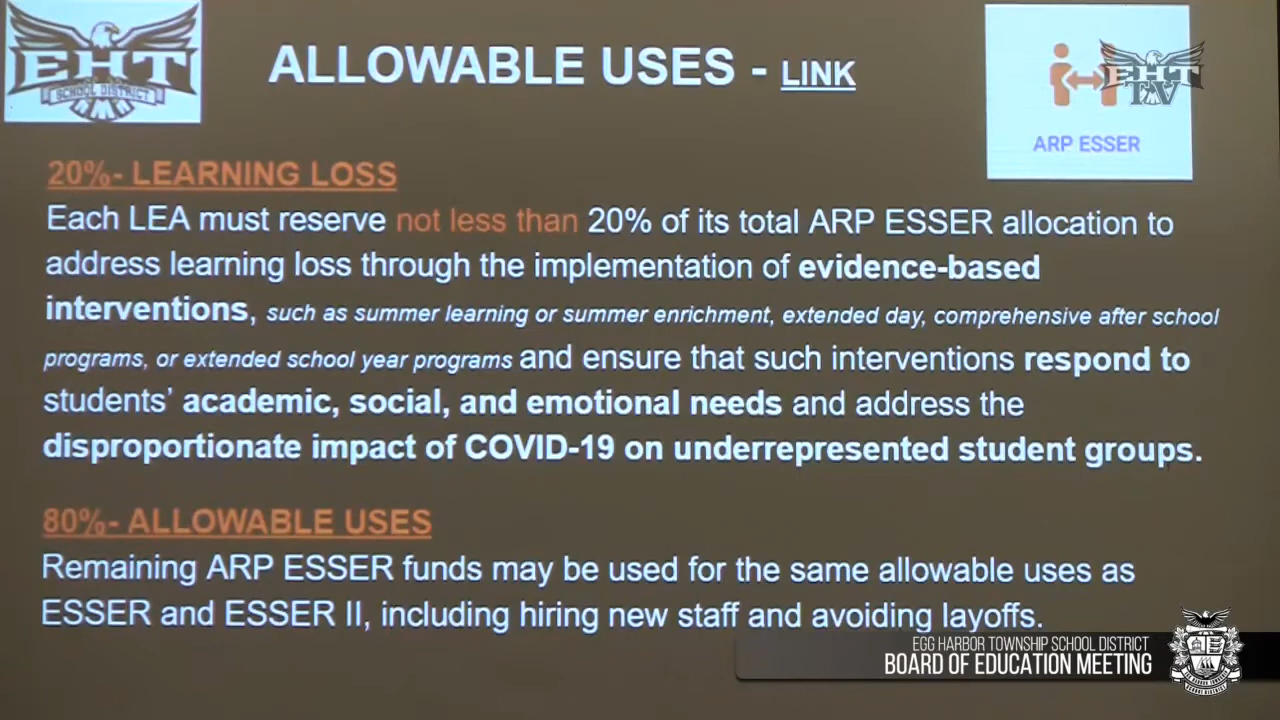 EHT
SCHOOL DISTRICT
ALLOWABLE USES - LINK
EHT
TV
ARP ESSER
20%- LEARNING LOSS
Each LEA must reserve not less than 20% of its total ARP ESSER allocation to
address learning loss through the implementation of evidence-based
interventions, such as summer learning or summer enrichment, extended day, comprehensive after school
programs, or extended school year programs and ensure that such interventions respond to
students' academic, social, and emotional needs and address the
disproportionate impact of COVID-19 on underrepresented student groups.
80%- ALLOWABLE USES
Remaining ARP ESSER funds may be used for the same allowable uses as
ESSER and ESSER II, including hiring new staff and avoiding layoffs.
EGG HARBOR TOWNSHIP SCHOOL DISTRICT
BOARD OF EDUCATION MEETING